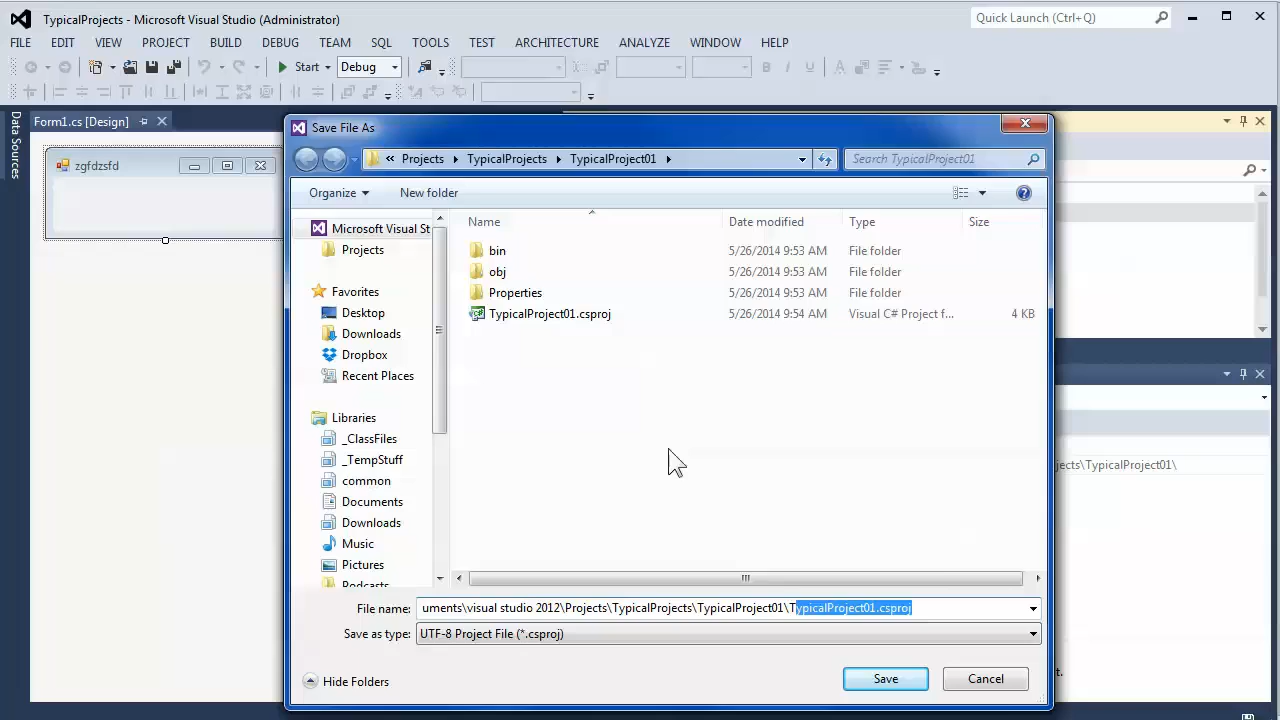 TypicalProjects - Microsoft Visual Studio (Administrator)
Quick Launch (Ctrl+Q)
FILE EDIT VIEW PROJECT BUILD DEBUG TEAM SQL TOOLS TEST ARCHITECTURE ANALYZE WINDOW HELP
Start Debug
B I U A
Data Sources
Form1.cs [Design]
zgfdzsfd
Save File As
« Projects TypicalProjects TypicalProject01
Search TypicalProject01
Organize New folder
Name Date modified Type Size
Microsoft Visual St
Projects
Favorites
Desktop
Downloads
Dropbox
Recent Places
Libraries
_ClassFiles
_TempStuff
common
Documents
Downloads
Music
Pictures
Podcasts
bin 5/26/2014 9:53 AM File folder
obj 5/26/2014 9:53 AM File folder
Properties 5/26/2014 9:53 AM File folder
TypicalProject01.csproj 5/26/2014 9:54 AM Visual C# Project f... 4 KB
File name: uments\visual studio 2012\Projects\TypicalProjects\TypicalProject01\TypicalProject01.csproj
Save as type: UTF-8 Project File (*.csproj)
Hide Folders Save Cancel
jects\TypicalProject01\
t.